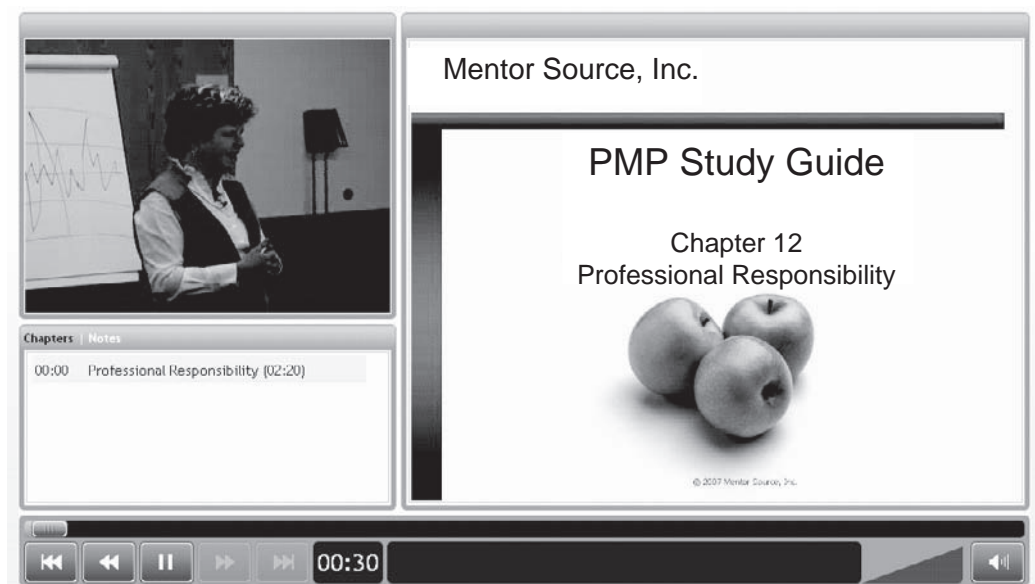 Mentor Source, Inc.
PMP Study Guide
Chapter 12
Professional Responsibility
© 2007 Mentor Source, Inc.
Chapters | Notes
00:00 Professional Responsibility (02:20)
00:30